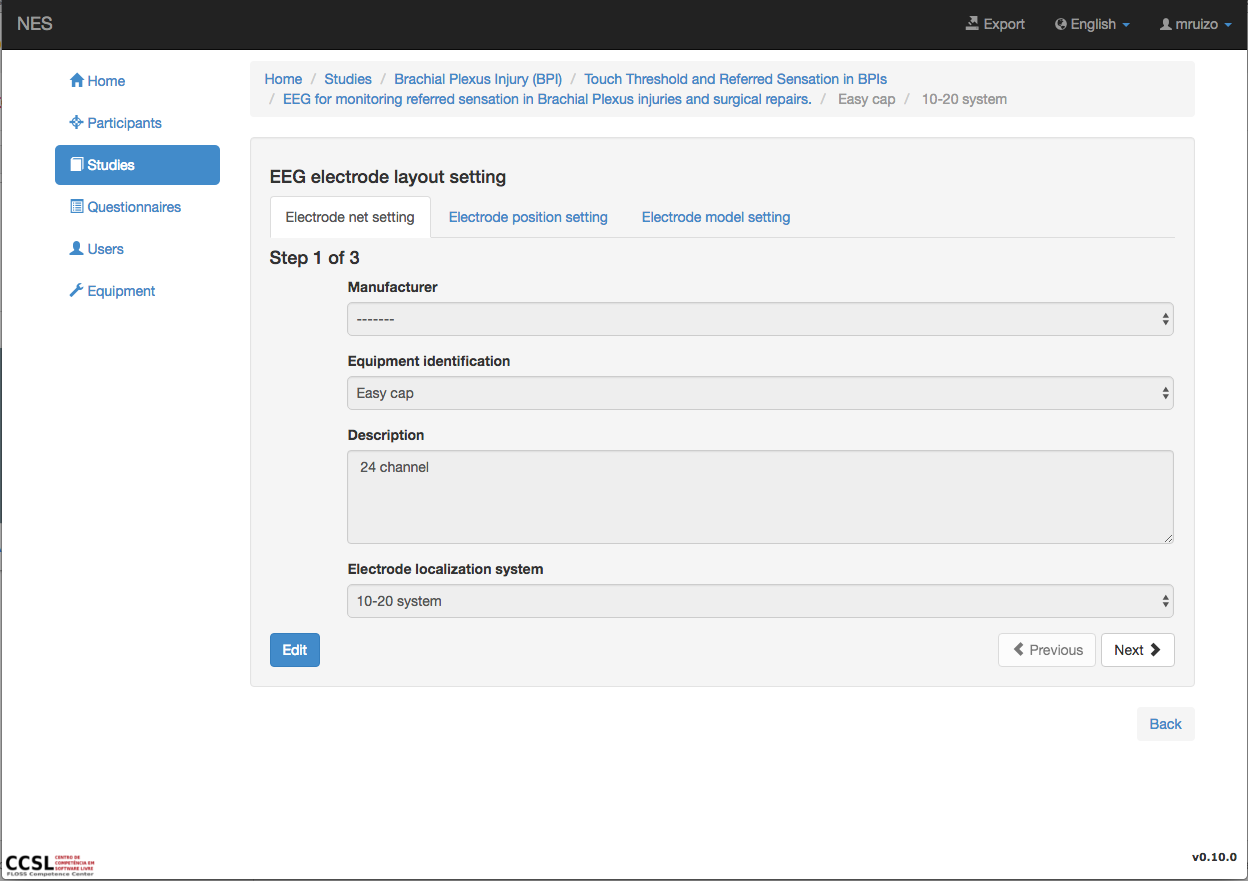 NES
Export
English
mruizo
Home
Participants
Studies
Questionnaires
Users
Equipment
Home / Studies / Brachial Plexus Injury (BPI) / Touch Threshold and Referred Sensation in BPIs
/ EEG for monitoring referred sensation in Brachial Plexus injuries and surgical repairs. / Easy cap / 10-20 system
EEG electrode layout setting
Electrode net setting
Electrode position setting
Electrode model setting
Step 1 of 3
Manufacturer
-------
Equipment identification
Easy cap
Description
24 channel
Electrode localization system
10-20 system
Edit
Previous
Next
Back
CCSL
CENTRO DE
COMPETÊNCIA EM
SOFTWARE LIVRE
FLOSS Competence Center
v0.10.0